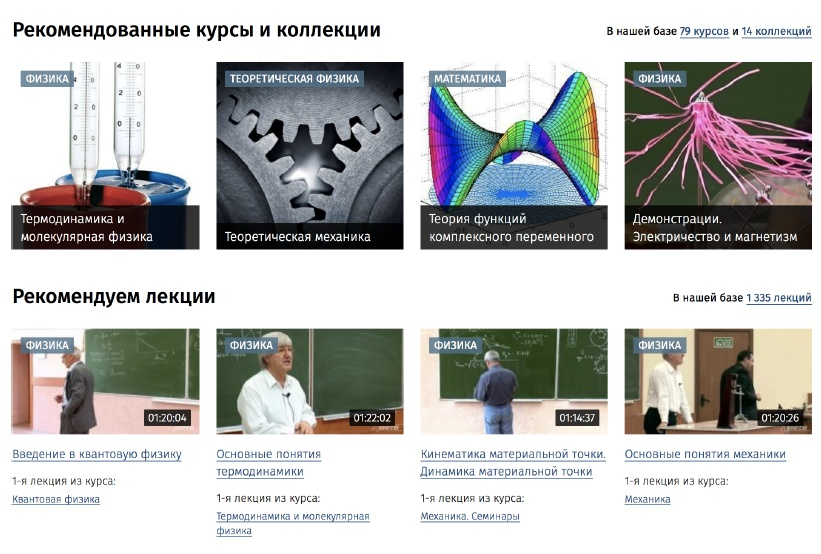 Рекомендованные курсы и коллекции
В нашей базе 79 курсов и 14 коллекций
ФИЗИКА
Термодинамика и
молекулярная физика
ТЕОРЕТИЧЕСКАЯ ФИЗИКА
Теоретическая механика
МАТЕМАТИКА
Теория функций
комплексного переменного
ФИЗИКА
Демонстрации.
Электричество и магнетизм
Рекомендуем лекции
В нашей базе 1 335 лекций
ФИЗИКА
01:20:04
Введение в квантовую физику
1-я лекция из курса:
Квантовая физика
ФИЗИКА
01:22:02
Основные понятия
термодинамики
1-я лекция из курса:
Термодинамика и молекулярная
физика
ФИЗИКА
01:14:37
Кинематика материальной точки.
Динамика материальной точки
1-я лекция из курса:
Механика. Семинары
ФИЗИКА
01:20:26
Основные понятия механики
1-я лекция из курса:
Механика